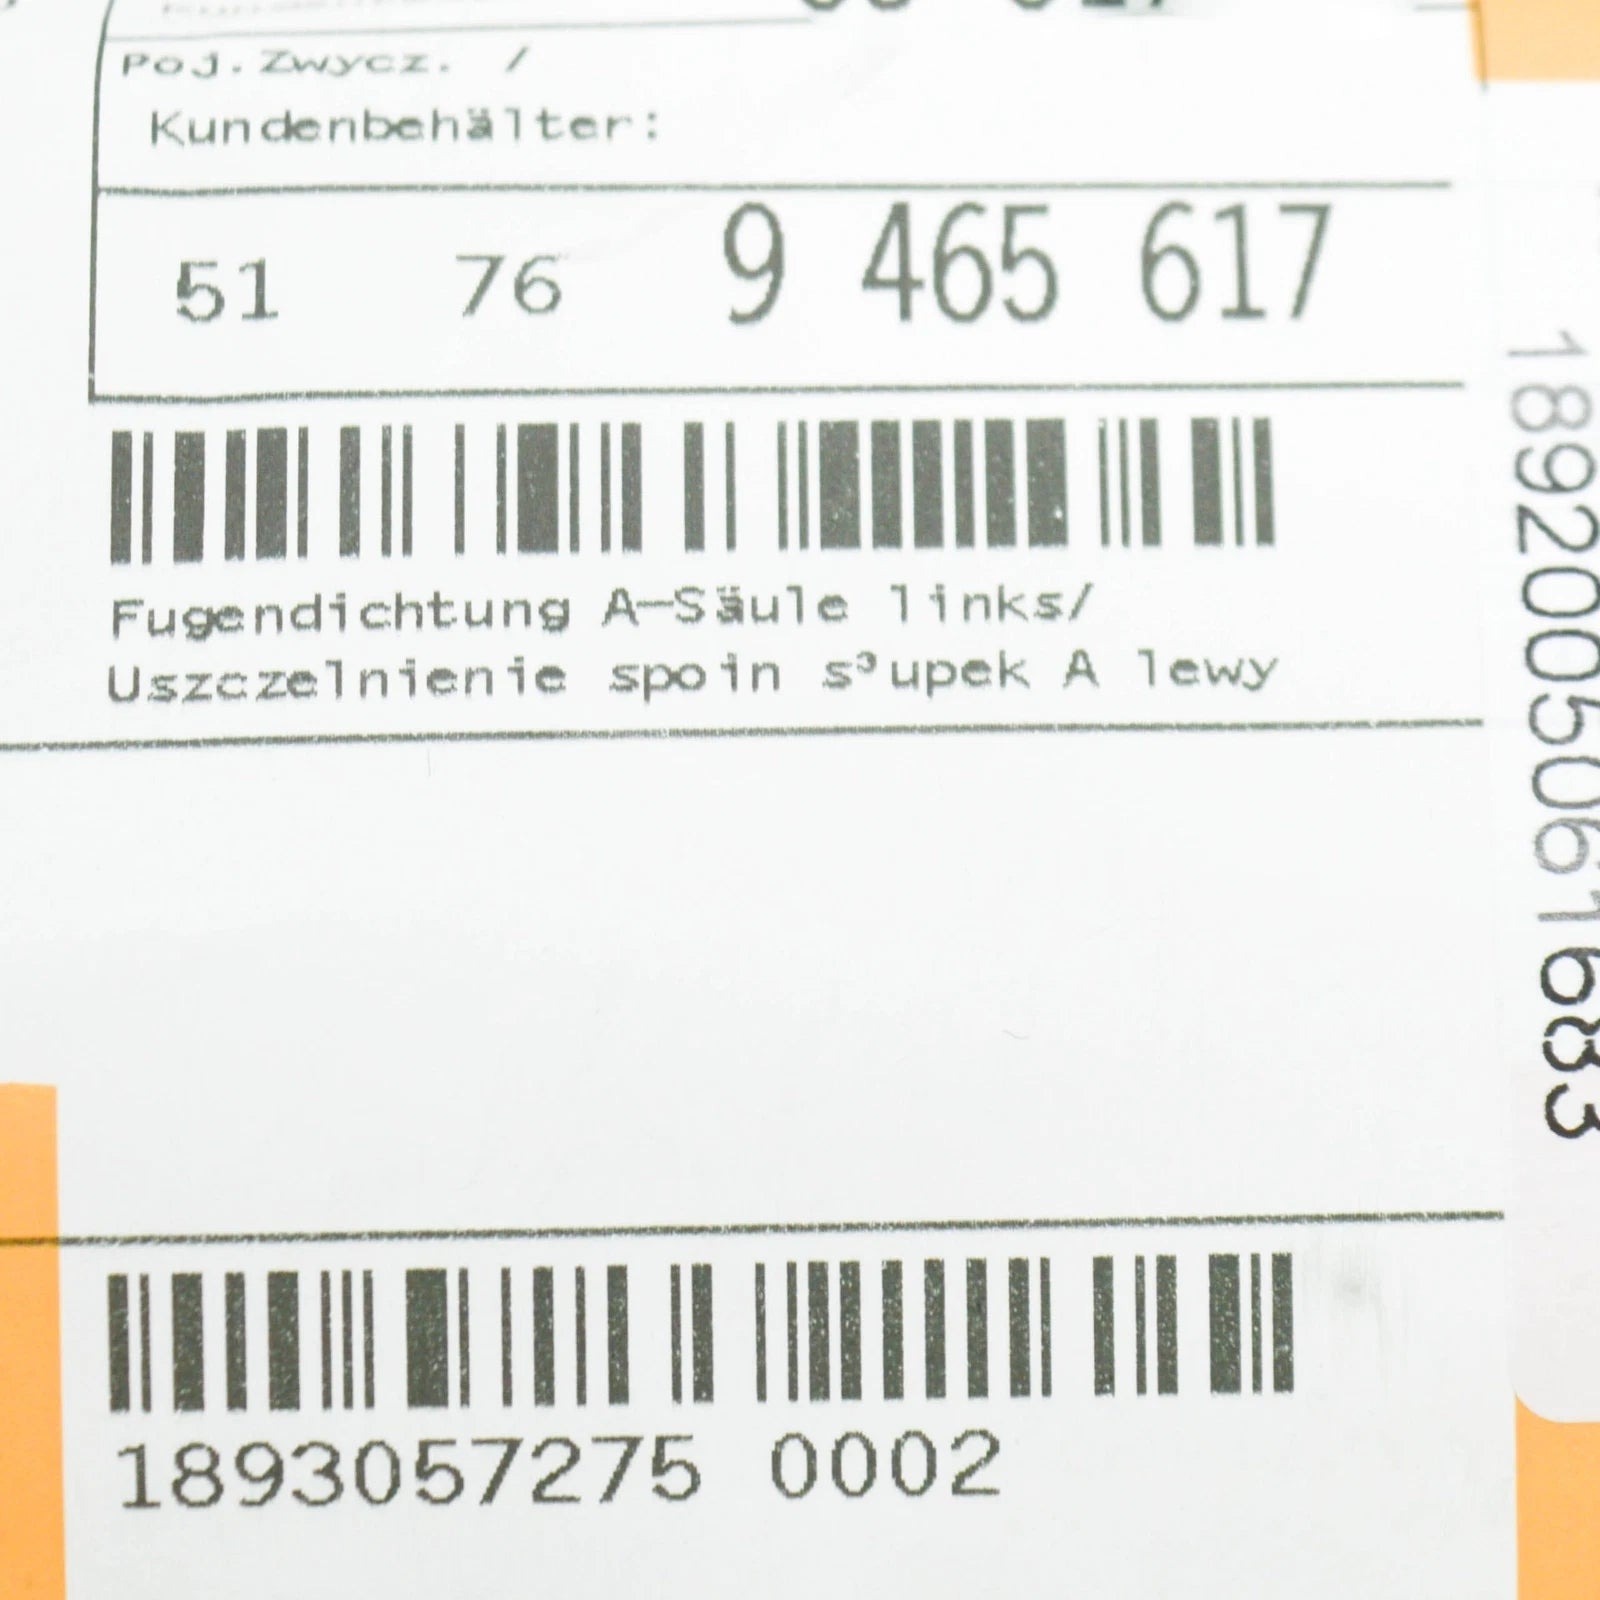 Poj.Zwycz. /
Kundenbehälter:
51 76 9 465 617
Fugendichtung A-Säule links/
Uszczelnienie spoin s³upek A lewy
1893057275 0002
1892005061683